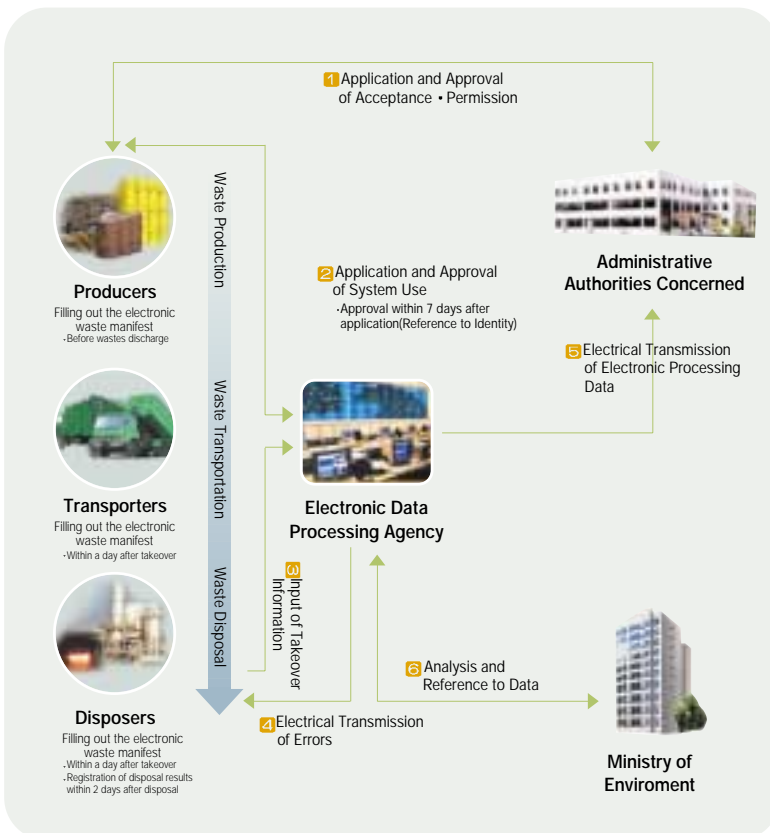 1 Application and Approval
of Acceptance • Permission
Waste Production
Producers
Filling out the electronic
waste manifest
·Before wastes discharge
2 Application and Approval
of System Use
·Approval within 7 days after
application(Reference to Identity)
Administrative
Authorities Concerned
5 Electrical Transmission
of Electronic Processing
Data
Waste Transportation
Transporters
Filling out the electronic
waste manifest
·Within a day after takeover
Electronic Data
Processing Agency
Waste Disposal
3 Input of Takeover
Information
Disposers
Filling out the electronic
waste manifest
·Within a day after takeover
·Registration of disposal results
within 2 days after disposal
4 Electrical Transmission
of Errors
6 Analysis and
Reference to Data
Ministry of
Enviroment